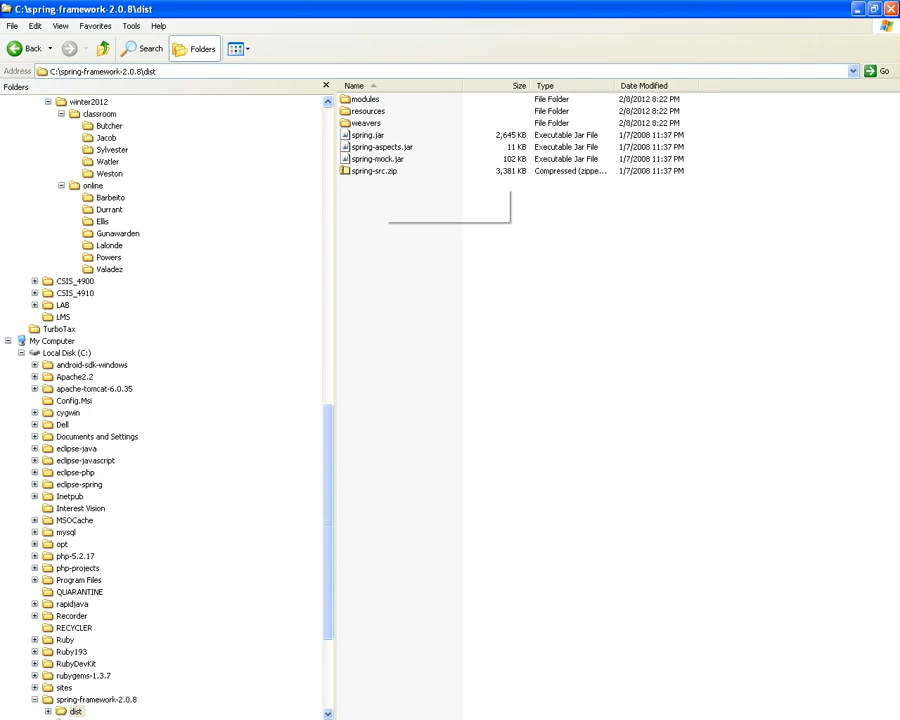 C:\spring-framework-2.0.8\dist
File Edit View Favorites Tools Help
Back Search Folders
Address C:\spring-framework-2.0.8\dist Go
Folders
winter2012
classroom
Butcher
Jacob
Sylvester
Watler
Weston
online
Barbeito
Durrant
Ellis
Gunawarden
Lalonde
Powers
Valadez
CSIS_4900
CSIS_4910
LAB
LMS
TurboTax
My Computer
Local Disk (C:)
android-sdk-windows
Apache2.2
apache-tomcat-6.0.35
Config.Msi
cygwin
Dell
Documents and Settings
eclipse-java
eclipse-javascript
eclipse-php
eclipse-spring
Inetpub
Interest Vision
MSOCache
mysql
opt
php-5.2.17
php-projects
Program Files
QUARANTINE
rapidjava
Recorder
RECYCLER
Ruby
Ruby193
RubyDevKit
rubygems-1.3.7
sites
spring-framework-2.0.8
dist
Name Size Type Date Modified
modules File Folder 2/8/2012 8:22 PM
resources File Folder 2/8/2012 8:22 PM
weavers File Folder 2/8/2012 8:22 PM
spring.jar 2,645 KB Executable Jar File 1/7/2008 11:37 PM
spring-aspects.jar 11 KB Executable Jar File 1/7/2008 11:37 PM
spring-mock.jar 102 KB Executable Jar File 1/7/2008 11:37 PM
spring-src.zip 3,381 KB Compressed (zippe... 1/7/2008 11:37 PM